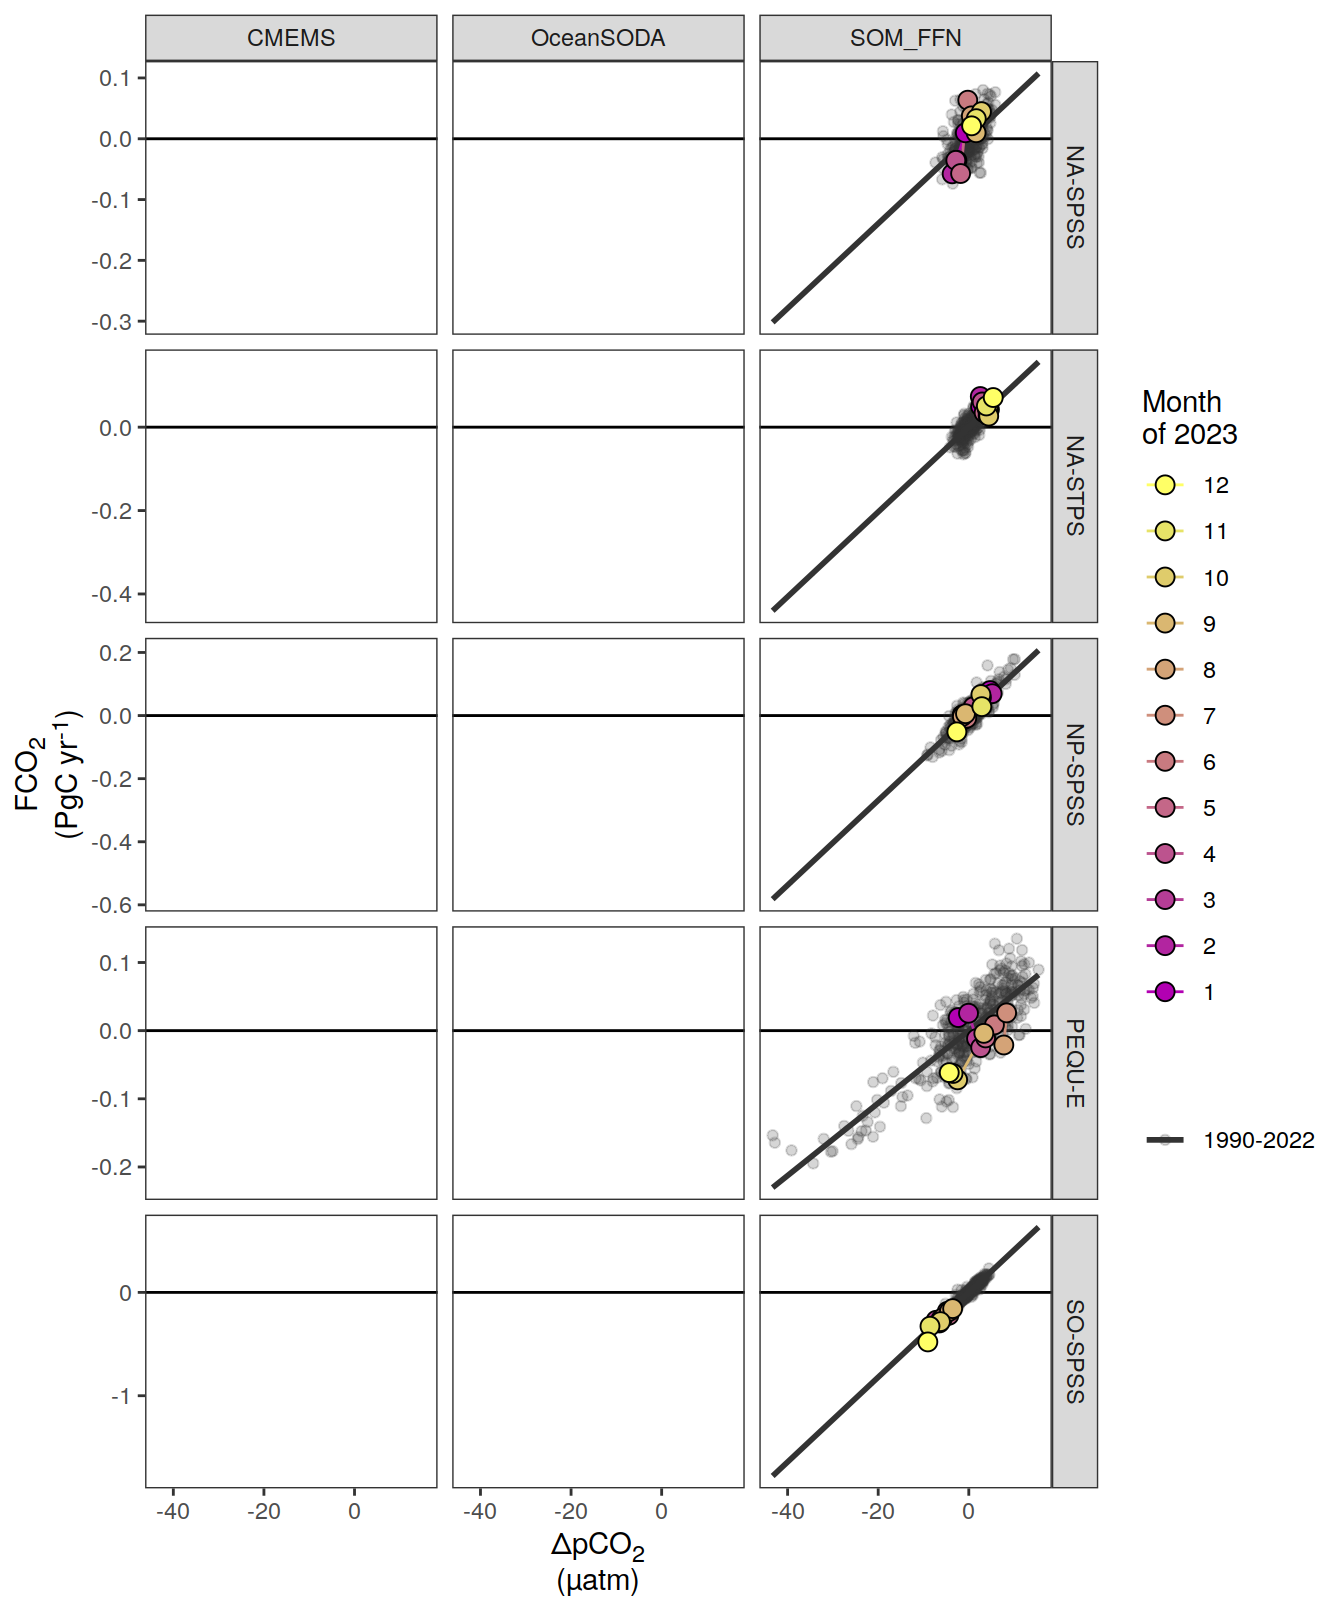 CMEMS
OceanSODA
SOM_FFN
0.1
0.0
-0.1
-0.2
-0.3
NA-SPSS
0.0
-0.2
-0.4
NA-STPS
0.2
0.0
-0.2
-0.4
-0.6
NP-SPSS
0.1
0.0
-0.1
-0.2
PEQU-E
0
-1
SO-SPSS
-40 -20 0
-40 -20 0
-40 -20 0
FCO₂
(PgC yr⁻¹)
ΔpCO₂
(µatm)
Month
of 2023
12
11
10
9
8
7
6
5
4
3
2
1
1990-2022